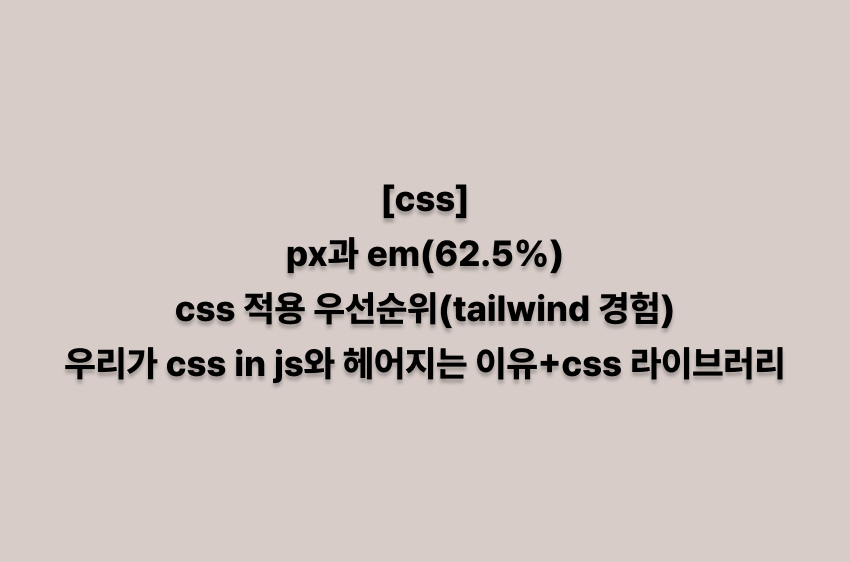 [css]
px과 em(62.5%)
css 적용 우선순위(tailwind 경험)
우리가 css in js와 헤어지는 이유+css 라이브러리